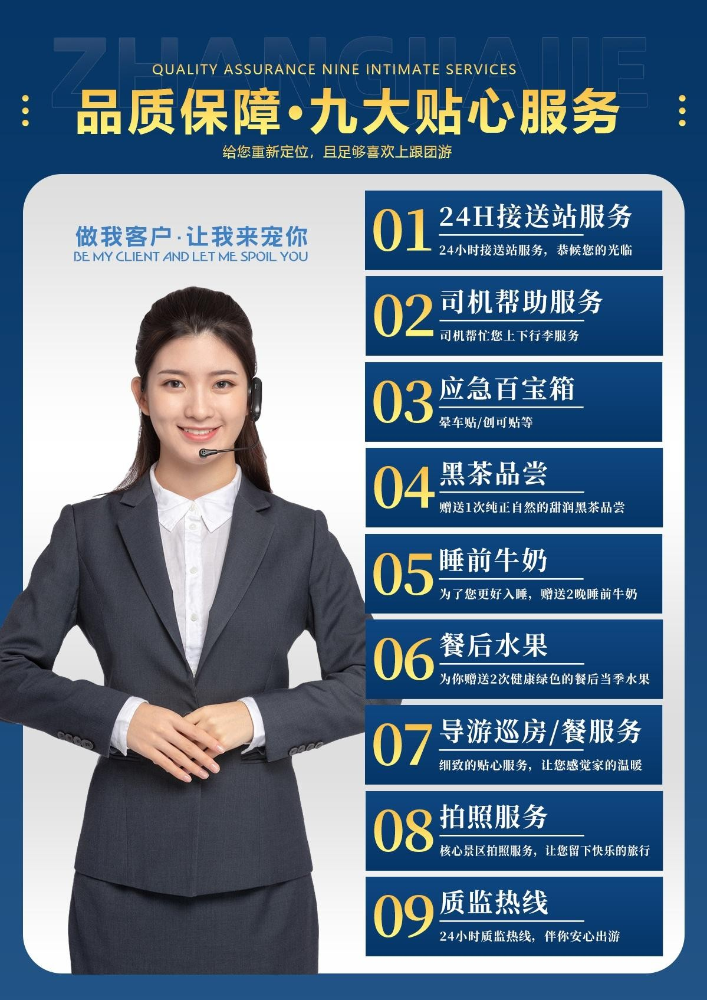 ZHANGJIAJIE
QUALITY ASSURANCE NINE INTIMATE SERVICES
品质保障·九大贴心服务
给您重新定位，且足够喜欢上跟团游
做我客户·让我来宠你
BE MY CLIENT AND LET ME SPOIL YOU
01
24H接送站服务
24小时接送站服务，恭候您的光临
02
司机帮助服务
司机帮忙您上下行李服务
03
应急百宝箱
晕车贴/创可贴等
04
黑茶品尝
赠送1次纯正自然的甜润黑茶品尝
05
睡前牛奶
为了您更好入睡，赠送2晚睡前牛奶
06
餐后水果
为你赠送2次健康绿色的餐后当季水果
07
导游巡房/餐服务
细致的贴心服务，让您感觉家的温暖
08
拍照服务
核心景区拍照服务，让您留下快乐的旅行
09
质监热线
24小时质监热线，伴你安心出游